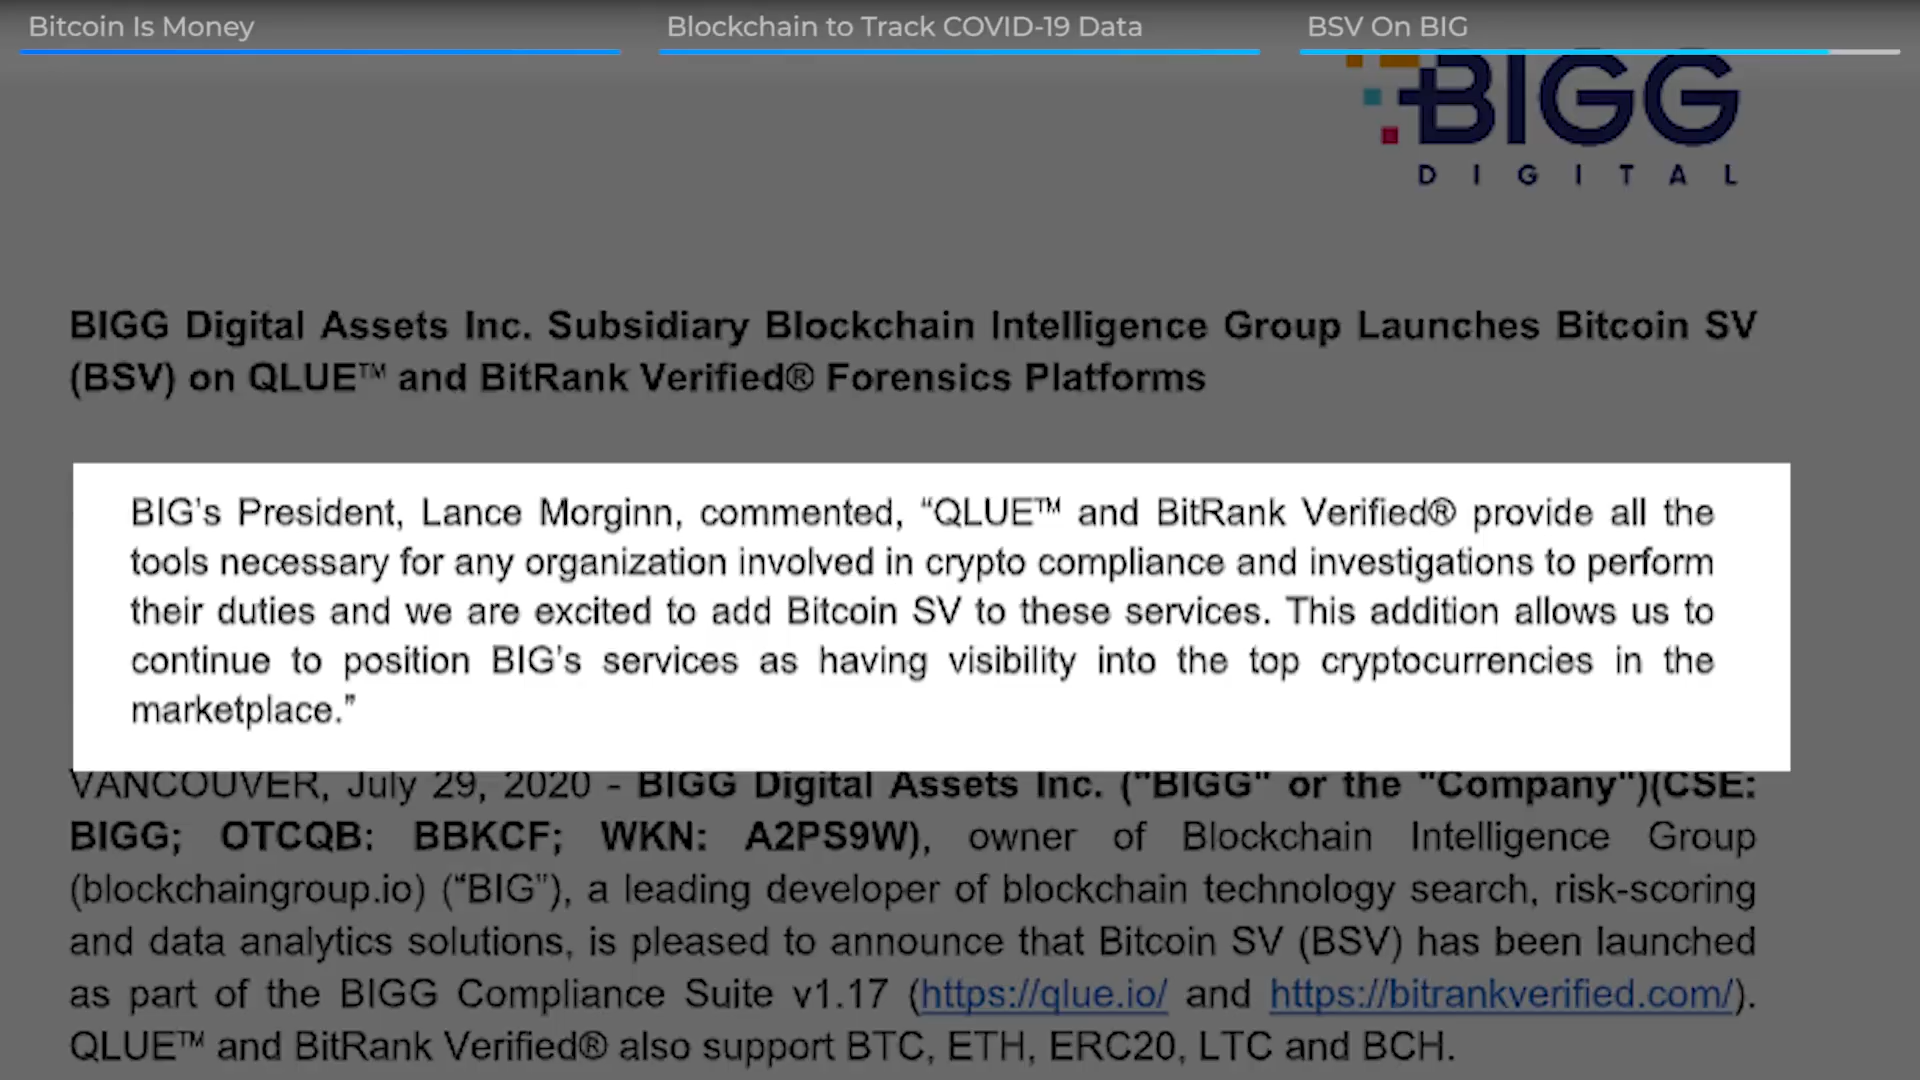 Bitcoin Is Money
Blockchain to Track COVID-19 Data
BSV On BIG
BIGG
DIGITAL
BIGG Digital Assets Inc. Subsidiary Blockchain Intelligence Group Launches Bitcoin SV
(BSV) on QLUE™ and BitRank Verified® Forensics Platforms
BIG's President, Lance Morginn, commented, “QLUE™ and BitRank Verified® provide all the
tools necessary for any organization involved in crypto compliance and investigations to perform
their duties and we are excited to add Bitcoin SV to these services. This addition allows us to
continue to position BIG's services as having visibility into the top cryptocurrencies in the
marketplace.”
VANCOUVER, July 29, 2020 - BIGG Digital Assets Inc. ("BIGG" or the "Company")(CSE:
BIGG; OTCQB: BBKCF; WKN: A2PS9W), owner of Blockchain Intelligence Group
(blockchaingroup.io) (“BIG”), a leading developer of blockchain technology search, risk-scoring
and data analytics solutions, is pleased to announce that Bitcoin SV (BSV) has been launched
as part of the BIGG Compliance Suite v1.17 (https://qlue.io/ and https://bitrankverified.com/).
QLUE™ and BitRank Verified® also support BTC, ETH, ERC20, LTC and BCH.